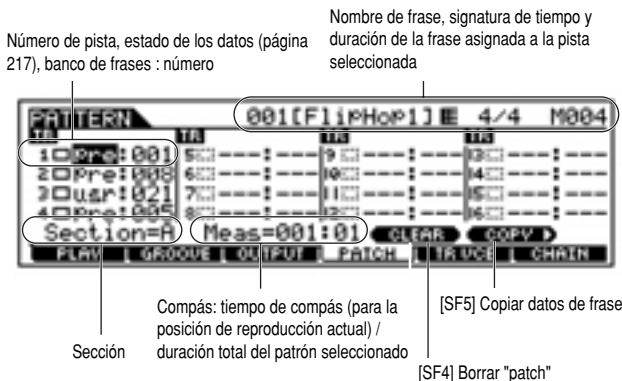 Número de pista, estado de los datos (página
217), banco de frases : número
Nombre de frase, signatura de tiempo y
duración de la frase asignada a la pista
seleccionada
PATTERN 001[FlipHop1] 4/4 M004
TR TR TR TR
1 Pre:001 5 ---:--- 9 ---:--- 13 ---:---
2 Pre:008 6 ---:--- 10 ---:--- 14 ---:---
3 usr:021 7 ---:--- 11 ---:--- 15 ---:---
4 Pre:005 8 ---:--- 12 ---:--- 16 ---:---
Section=A Meas=001:01 CLEAR COPY
PLAY GROOVE OUTPUT PATCH TR VCE CHAIN
Sección
Compás: tiempo de compás (para la
posición de reproducción actual) /
duración total del patrón seleccionado
[SF5] Copiar datos de frase
[SF4] Borrar "patch"